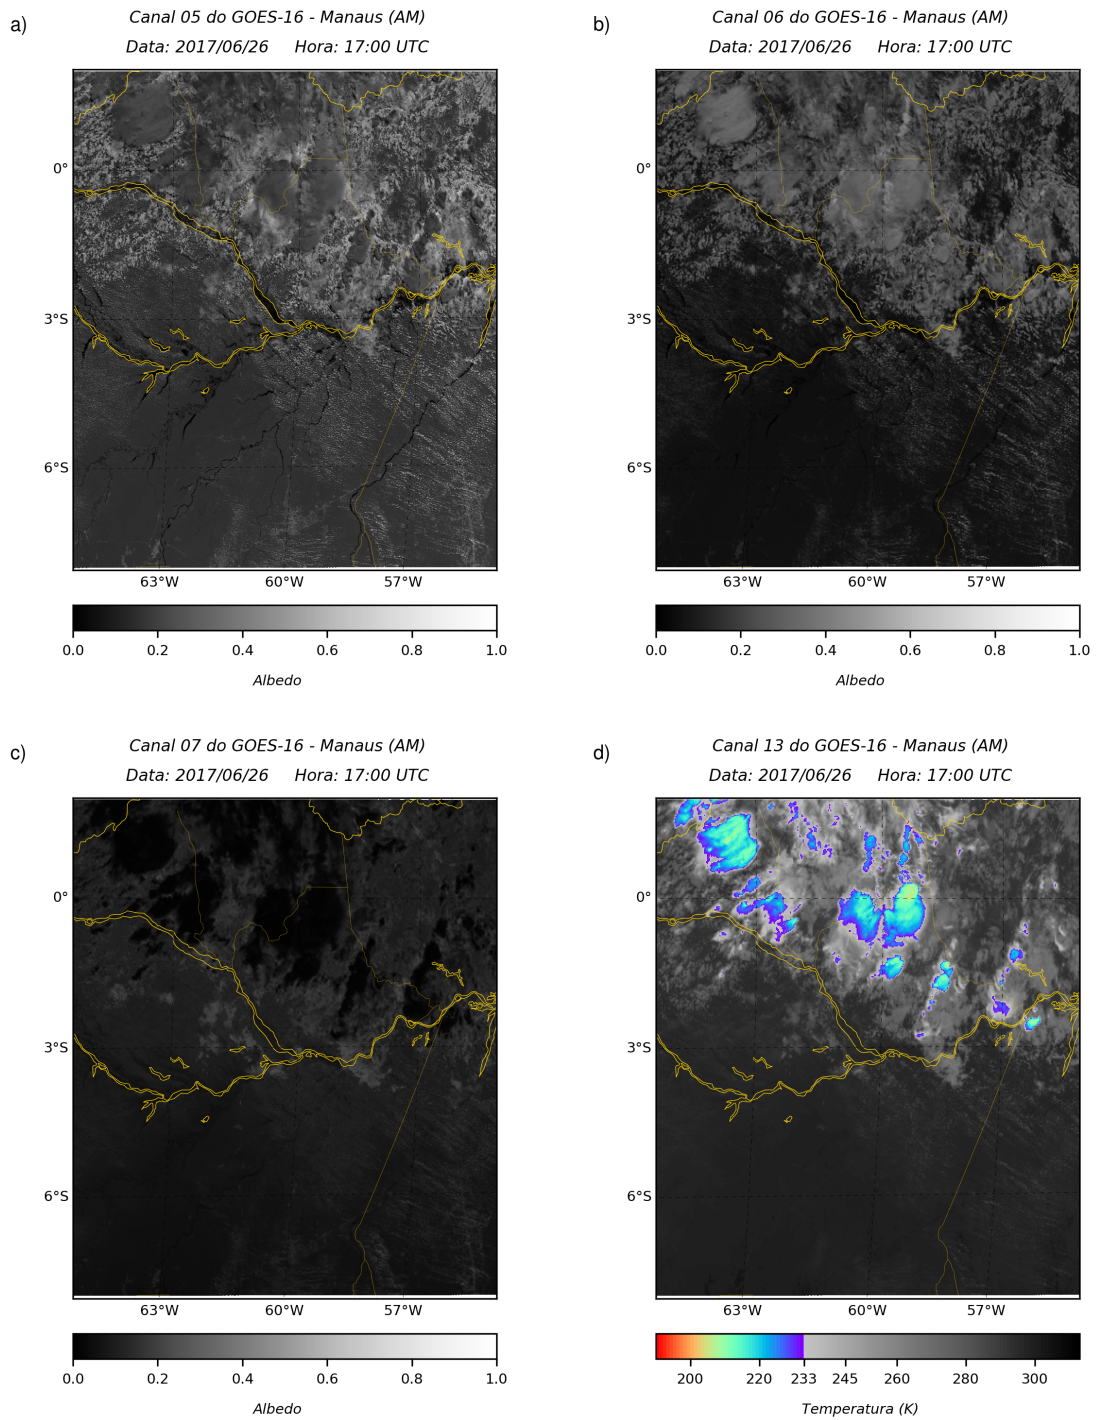 a)
Canal 05 do GOES-16 - Manaus (AM)
Data: 2017/06/26 Hora: 17:00 UTC
0°
3°S
6°S
63°W 60°W 57°W
0.0 0.2 0.4 0.6 0.8 1.0
Albedo
b)
Canal 06 do GOES-16 - Manaus (AM)
Data: 2017/06/26 Hora: 17:00 UTC
0°
3°S
6°S
63°W 60°W 57°W
0.0 0.2 0.4 0.6 0.8 1.0
Albedo
c)
Canal 07 do GOES-16 - Manaus (AM)
Data: 2017/06/26 Hora: 17:00 UTC
0°
3°S
6°S
63°W 60°W 57°W
0.0 0.2 0.4 0.6 0.8 1.0
Albedo
d)
Canal 13 do GOES-16 - Manaus (AM)
Data: 2017/06/26 Hora: 17:00 UTC
0°
3°S
6°S
63°W 60°W 57°W
200 220 233 245 260 280 300
Temperatura (K)